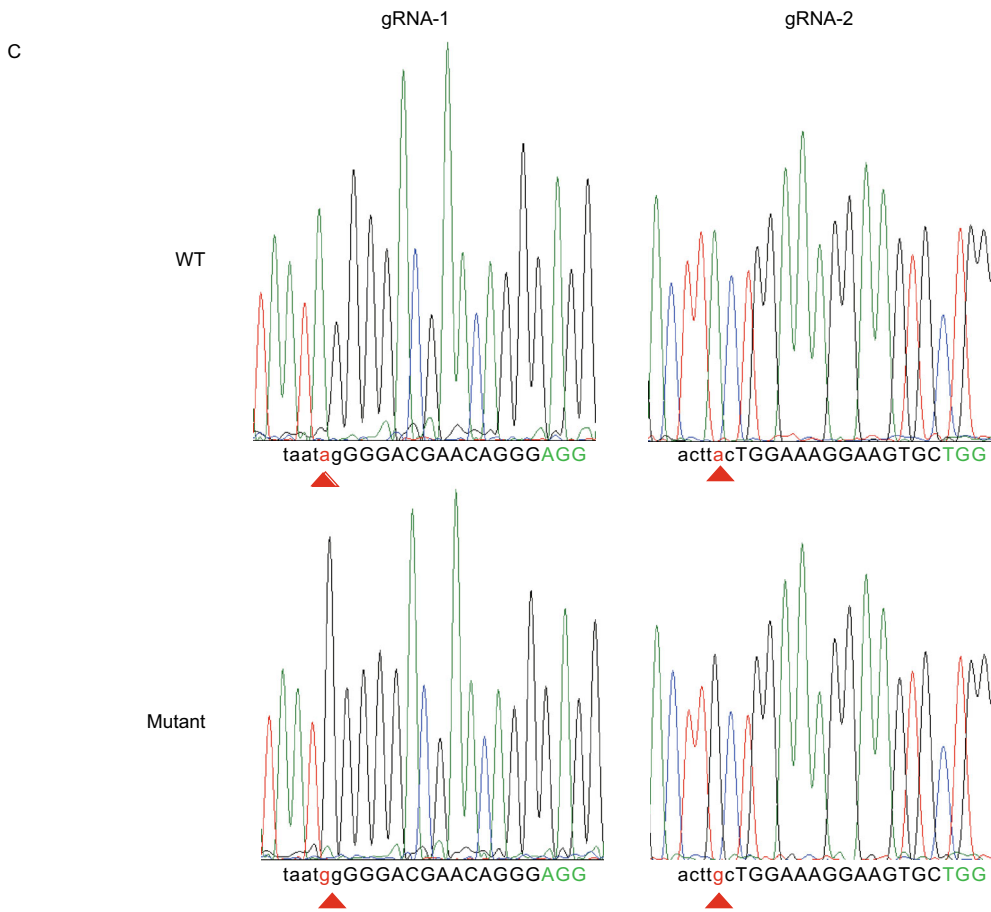 gRNA-1
gRNA-2
C
WT
taatagGGGACGAACAGGGAGG
acttacTGGAAAGGAAGTGCTGG
Mutant
taatggGGGACGAACAGGGAGG
acttgcTGGAAAGGAAGTGCTGG